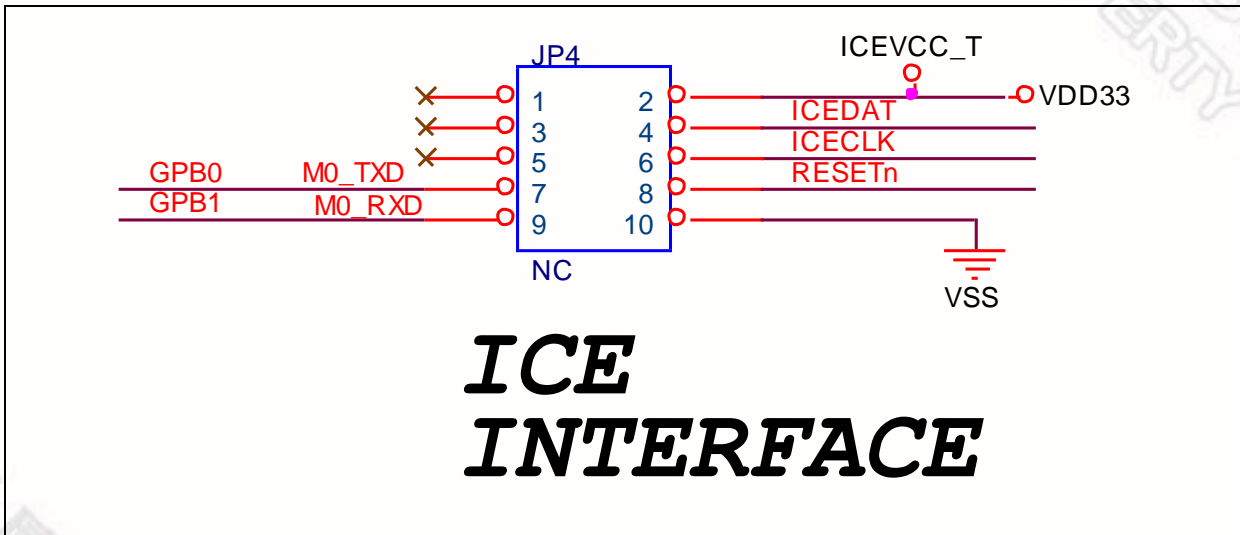 JP4
ICEVCC_T
1 2 VDD33
3 4 ICEDAT
5 6 ICECLK
GPB0 M0_TXD 7 8 RESETn
GPB1 M0_RXD 9 10
NC
VSS
ICE
INTERFACE